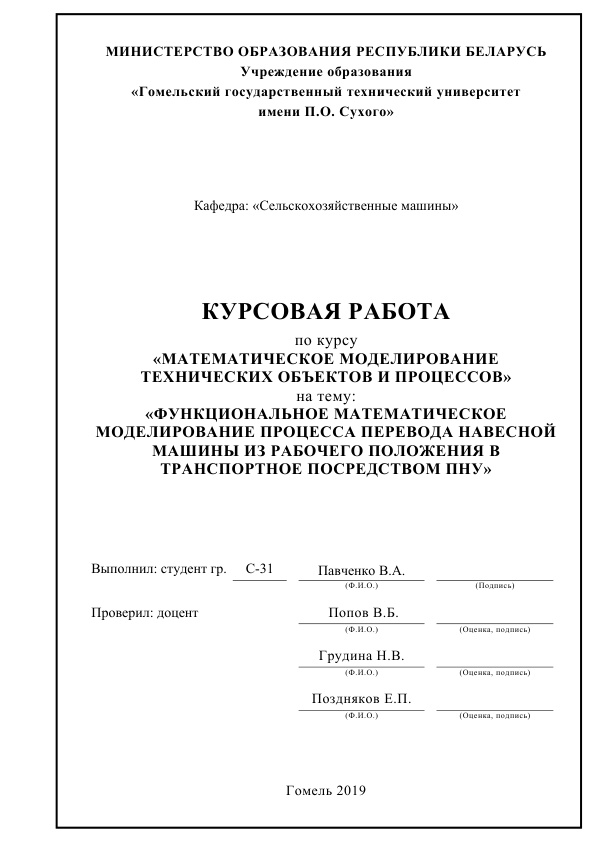 МИНИСТЕРСТВО ОБРАЗОВАНИЯ РЕСПУБЛИКИ БЕЛАРУСЬ
Учреждение образования
«Гомельский государственный технический университет
имени П.О. Сухого»
Кафедра: «Сельскохозяйственные машины»
КУРСОВАЯ РАБОТА
по курсу
«МАТЕМАТИЧЕСКОЕ МОДЕЛИРОВАНИЕ
ТЕХНИЧЕСКИХ ОБЪЕКТОВ И ПРОЦЕССОВ»
на тему:
«ФУНКЦИОНАЛЬНОЕ МАТЕМАТИЧЕСКОЕ
МОДЕЛИРОВАНИЕ ПРОЦЕССА ПЕРЕВОДА НАВЕСНОЙ
МАШИНЫ ИЗ РАБОЧЕГО ПОЛОЖЕНИЯ В
ТРАНСПОРТНОЕ ПОСРЕДСТВОМ ПНУ»
Выполнил: студент гр. С-31 Павченко В.А.
(Ф.И.О.) (Подпись)
Проверил: доцент Попов В.Б.
(Ф.И.О.) (Оценка, подпись)
Грудина Н.В.
(Ф.И.О.) (Оценка, подпись)
Поздняков Е.П.
(Ф.И.О.) (Оценка, подпись)
Гомель 2019